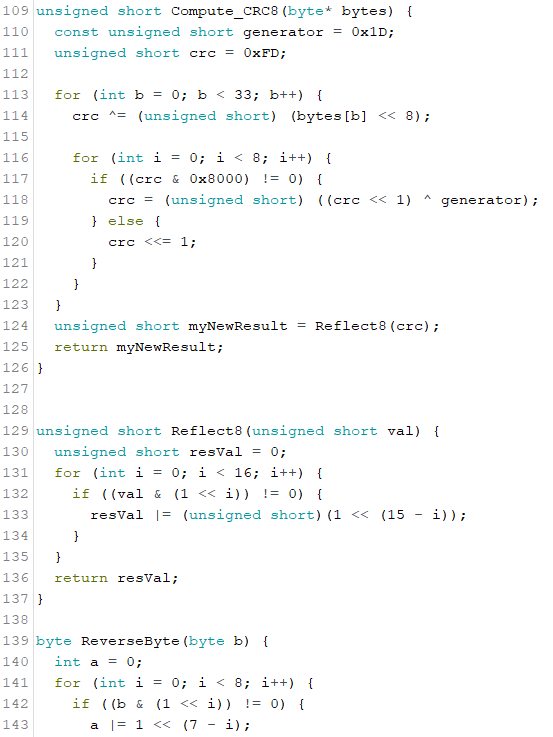 109 unsigned short Compute_CRC8(byte* bytes) {
110   const unsigned short generator = 0x1D;
111   unsigned short crc = 0xFD;
112
113   for (int b = 0; b < 33; b++) {
114     crc ^= (unsigned short) (bytes[b] << 8);
115
116     for (int i = 0; i < 8; i++) {
117       if ((crc & 0x8000) != 0) {
118         crc = (unsigned short) ((crc << 1) ^ generator);
119       } else {
120         crc <<= 1;
121       }
122     }
123   }
124   unsigned short myNewResult = Reflect8(crc);
125   return myNewResult;
126 }
127
128
129 unsigned short Reflect8(unsigned short val) {
130   unsigned short resVal = 0;
131   for (int i = 0; i < 16; i++) {
132     if ((val & (1 << i)) != 0) {
133       resVal |= (unsigned short)(1 << (15 - i));
134     }
135   }
136   return resVal;
137 }
138
139 byte ReverseByte(byte b) {
140   int a = 0;
141   for (int i = 0; i < 8; i++) {
142     if ((b & (1 << i)) != 0) {
143       a |= 1 << (7 - i);